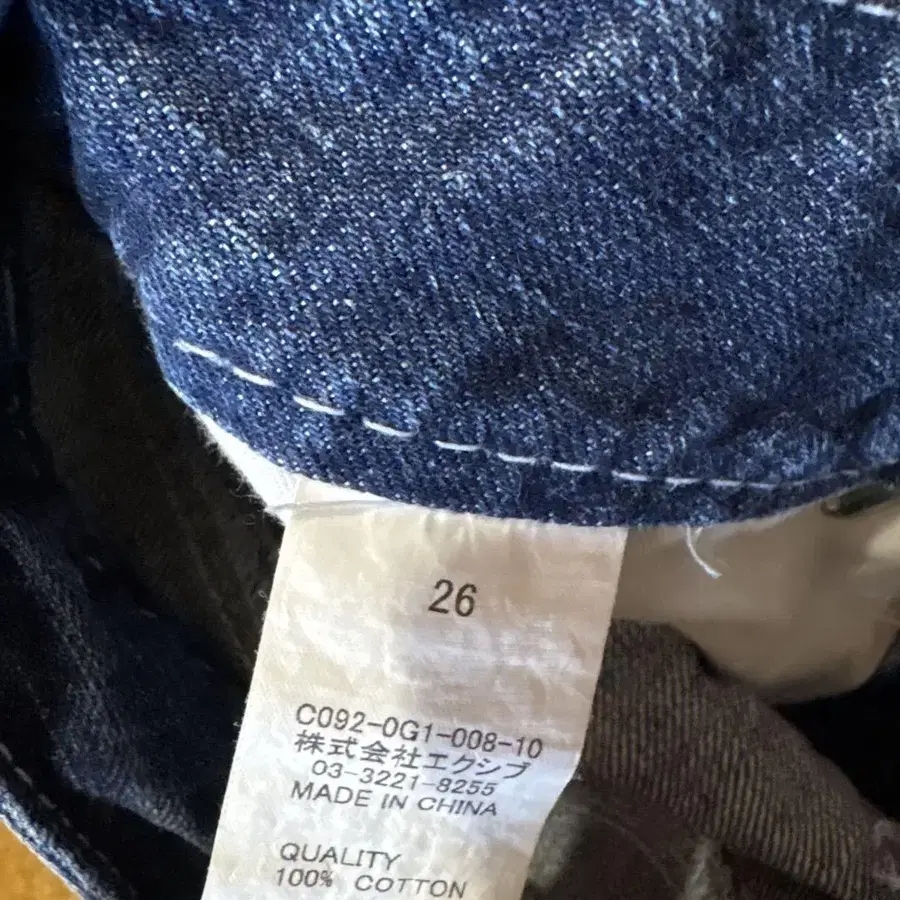 26
C092-0G1-008-10
株式会社エクシブ
03-3221-8255
MADE IN CHINA
QUALITY
100% COTTON